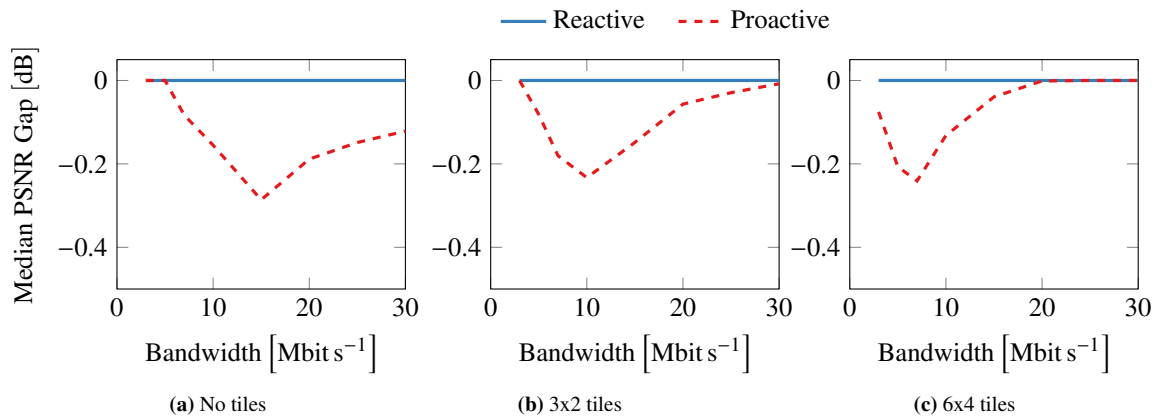 Reactive Proactive
Median PSNR Gap [dB]
0
−0.2
−0.4
0 10 20 30
Bandwidth [Mbit s⁻¹]
(a) No tiles
0
−0.2
−0.4
0 10 20 30
Bandwidth [Mbit s⁻¹]
(b) 3x2 tiles
0
−0.2
−0.4
0 10 20 30
Bandwidth [Mbit s⁻¹]
(c) 6x4 tiles